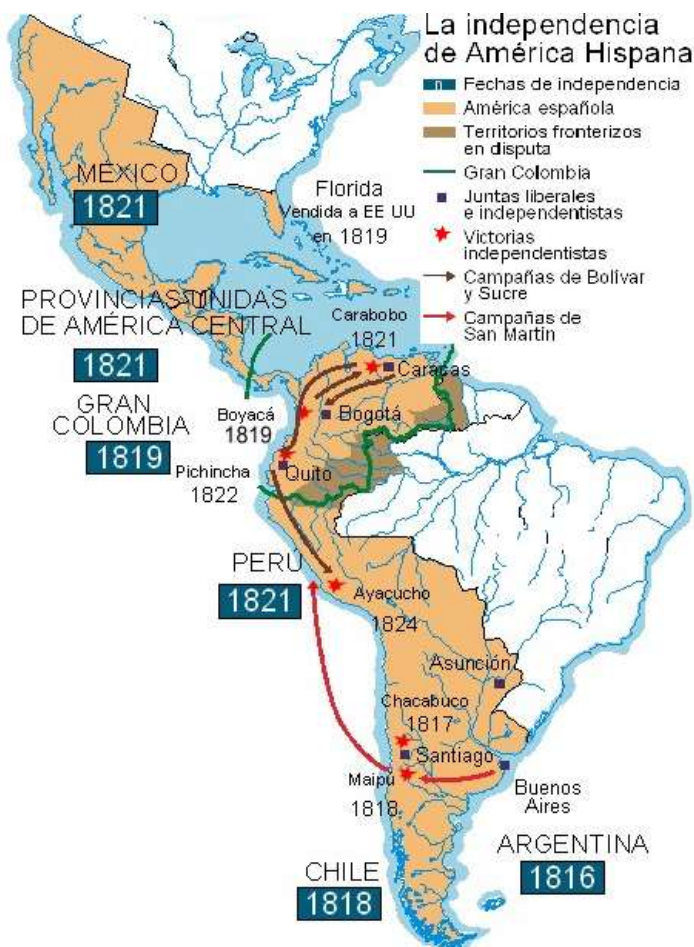 La independencia
de América Hispana
n Fechas de independencia
América española
Territorios fronterizos
en disputa
Gran Colombia
Juntas liberales
e independentistas
Victorias
independentistas
Campañas de Bolívar
y Sucre
Campañas de
San Martín
MÉXICO
1821
Florida
Vendida a EE UU
en 1819
PROVINCIAS UNIDAS
DE AMÉRICA CENTRAL
1821
Carabobo
1821
Caracas
GRAN
COLOMBIA
1819
Boyacá
1819
Bogotá
Pichincha
1822
Quito
PERÚ
1821
Ayacucho
1824
Asunción
Chacabuco
1817
Santiago
Maipú
1818
Buenos
Aires
ARGENTINA
1816
CHILE
1818